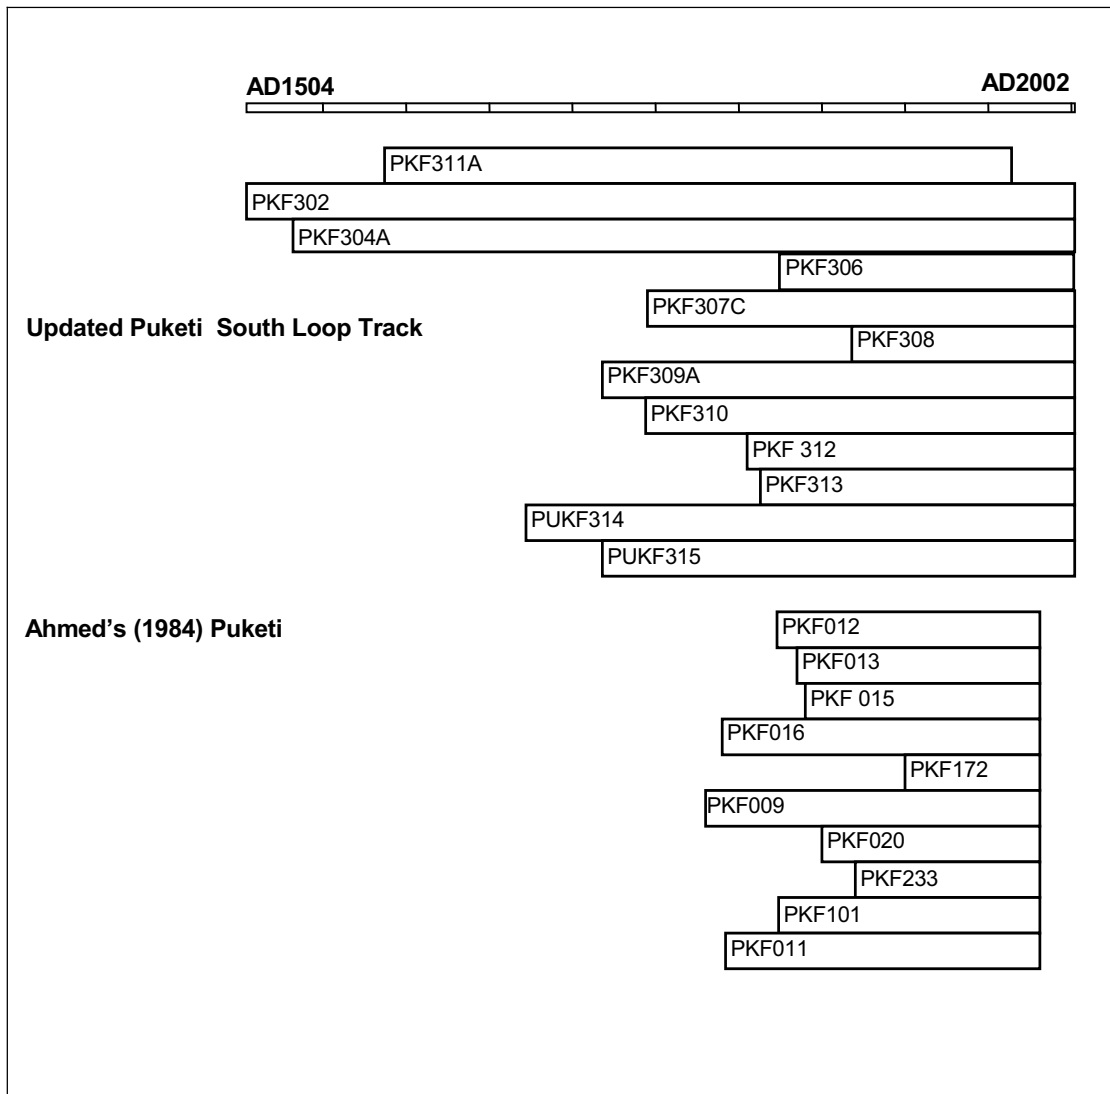 AD1504
AD2002
PKF311A
PKF302
PKF304A
PKF306
PKF307C
Updated Puketi  South Loop Track
PKF308
PKF309A
PKF310
PKF 312
PKF313
PUKF314
PUKF315
Ahmed's (1984) Puketi
PKF012
PKF013
PKF 015
PKF016
PKF172
PKF009
PKF020
PKF233
PKF101
PKF011